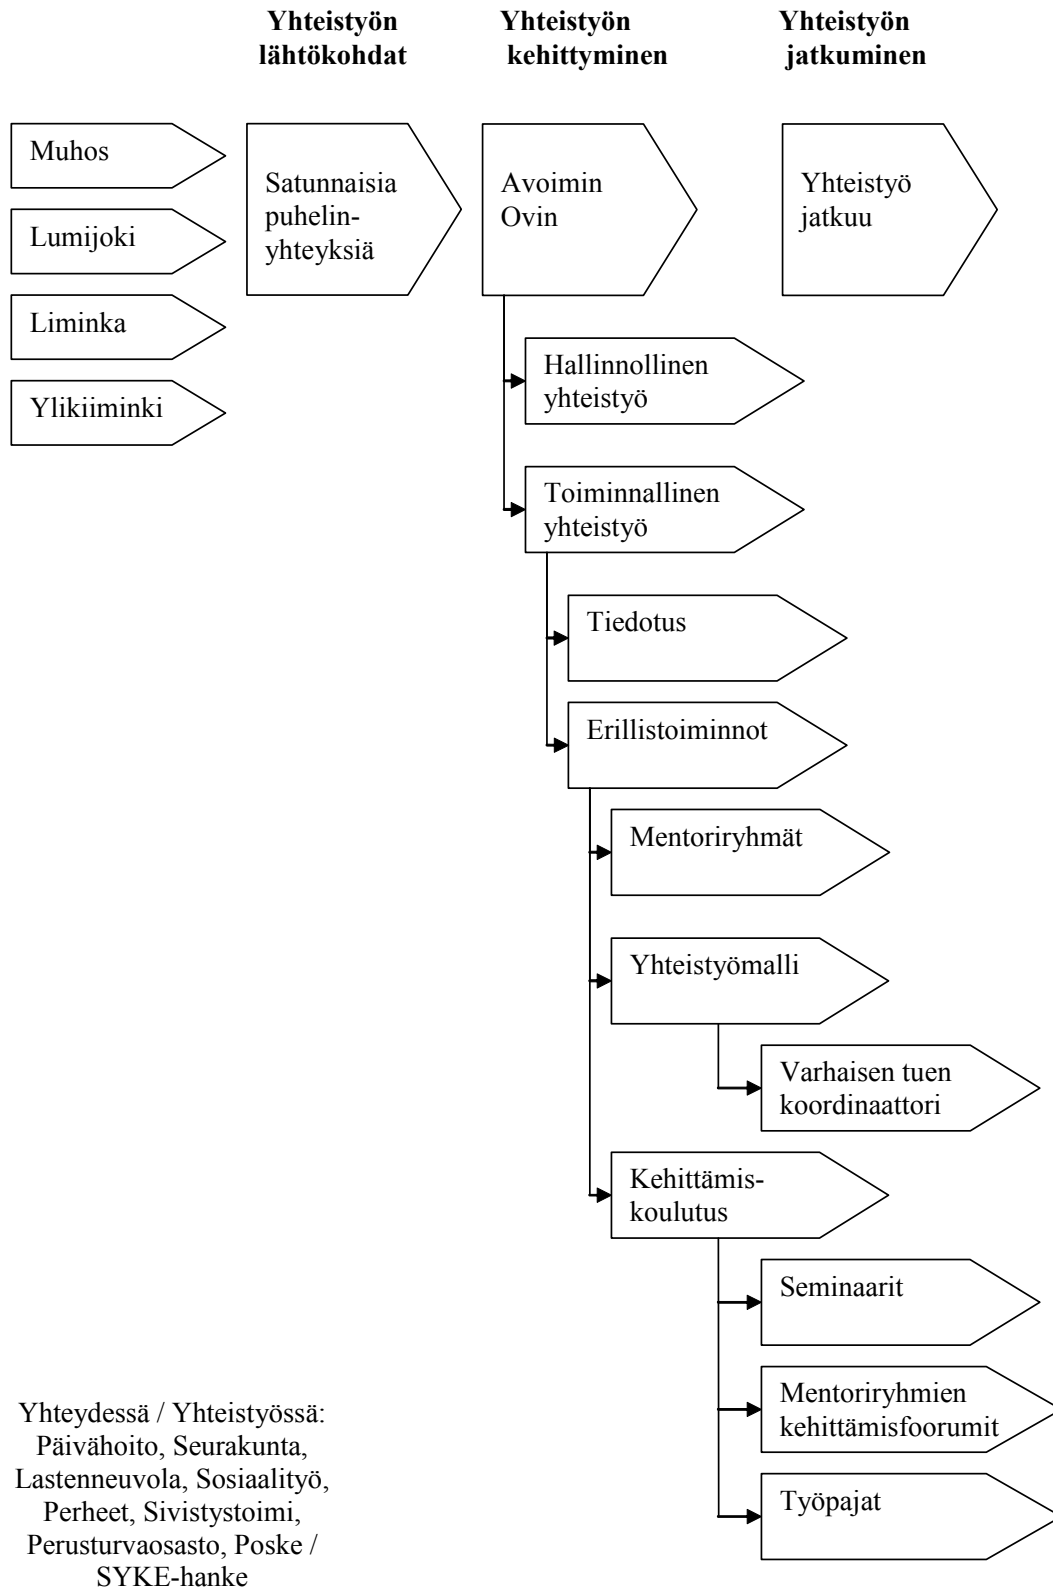 Yhteistyön
lähtökohdat
Yhteistyön
kehittyminen
Yhteistyön
jatkuminen
Muhos
Lumijoki
Liminka
Ylikiiminki
Satunnaisia
puhelin-
yhteyksiä
Avoimin
Ovin
Yhteistyö
jatkuu
Hallinnollinen
yhteistyö
Toiminnallinen
yhteistyö
Tiedotus
Erillistoiminnot
Mentoriryhmät
Yhteistyömalli
Varhaisen tuen
koordinaattori
Kehittämis-
koulutus
Seminaarit
Mentoriryhmien
kehittämisfoorumit
Työpajat
Yhteydessä / Yhteistyössä:
Päivähoito, Seurakunta,
Lastenneuvola, Sosiaalityö,
Perheet, Sivistystoimi,
Perusturvaosasto, Poske /
SYKE-hanke